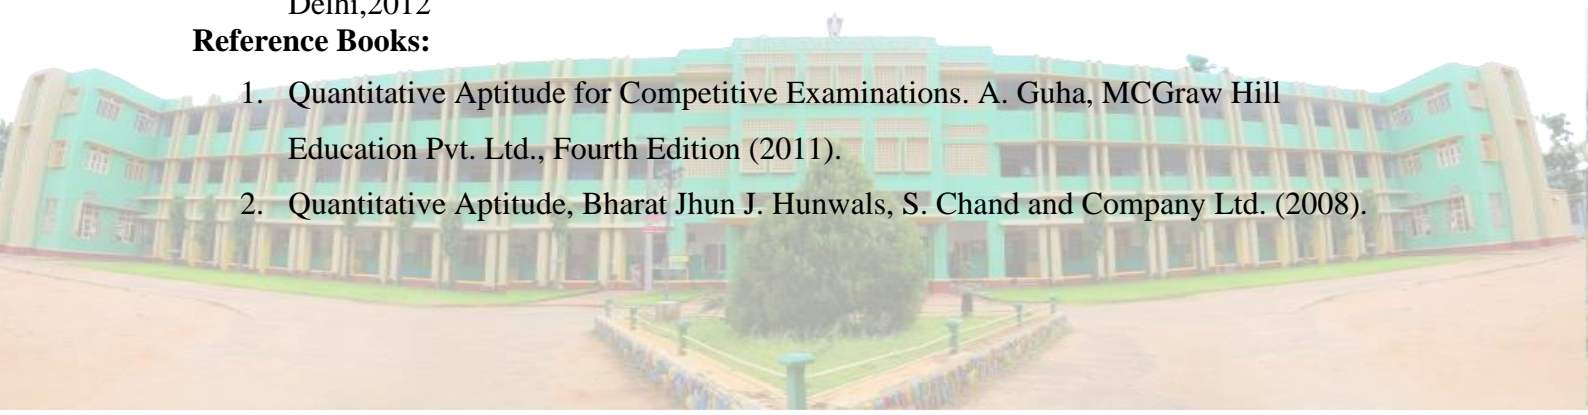 Delhi,2012
Reference Books:
1. Quantitative Aptitude for Competitive Examinations. A. Guha, MCGraw Hill
Education Pvt. Ltd., Fourth Edition (2011).
2. Quantitative Aptitude, Bharat Jhun J. Hunwals, S. Chand and Company Ltd. (2008).